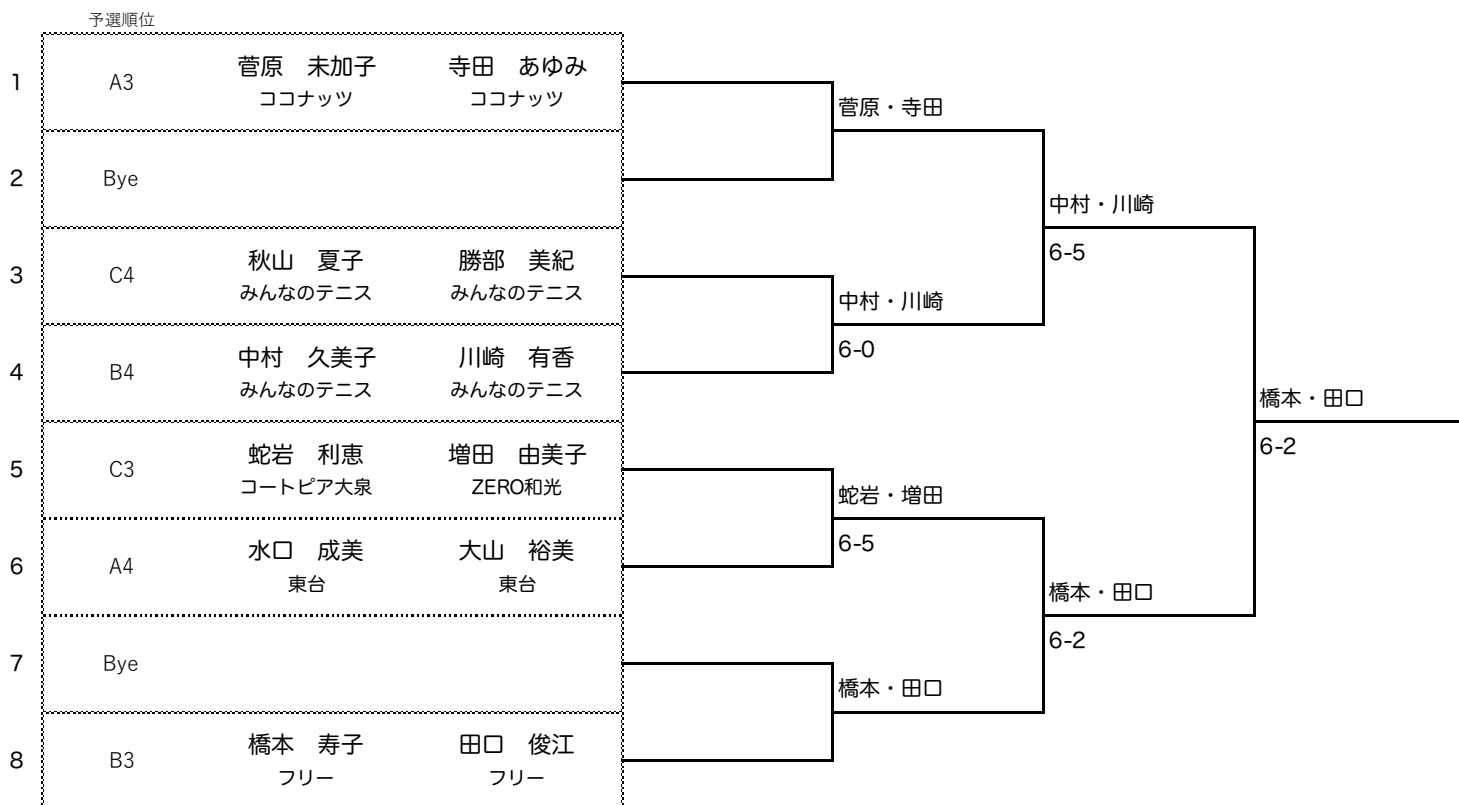 予選順位
1 A3 菅原　未加子 寺田　あゆみ
ココナッツ ココナッツ
菅原・寺田
2 Bye
中村・川崎
6-5
3 C4 秋山　夏子 勝部　美紀
みんなのテニス みんなのテニス
中村・川崎
6-0
4 B4 中村　久美子 川崎　有香
みんなのテニス みんなのテニス
橋本・田口
6-2
5 C3 蛇岩　利恵 増田　由美子
コートピア大泉 ZERO和光
蛇岩・増田
6-5
6 A4 水口　成美 大山　裕美
東台 東台
橋本・田口
6-2
7 Bye
橋本・田口
8 B3 橋本　寿子 田口　俊江
フリー フリー